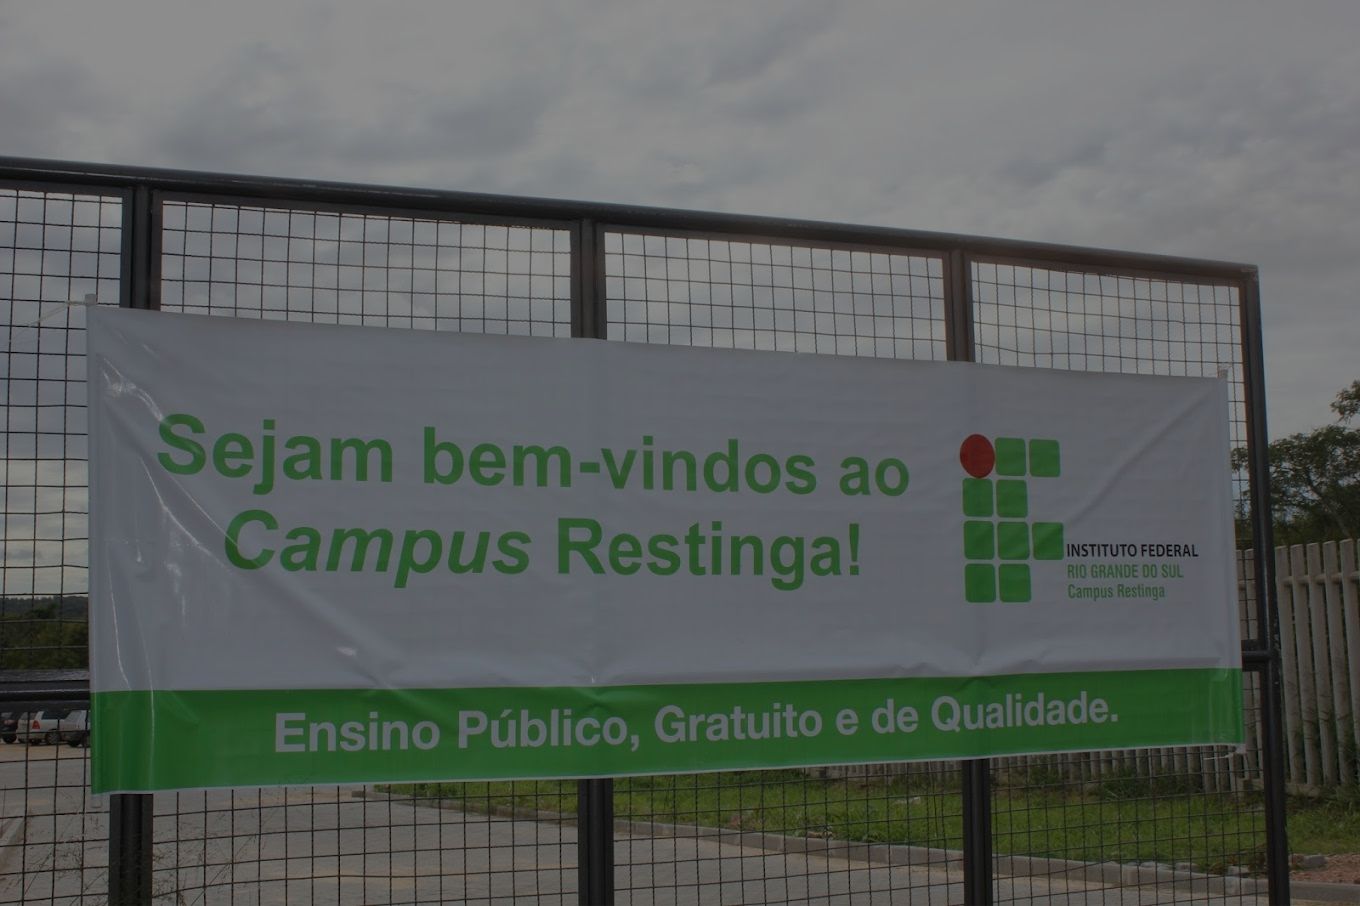 Sejam bem-vindos ao
Campus Restinga!
INSTITUTO FEDERAL
RIO GRANDE DO SUL
Campus Restinga
Ensino Público, Gratuito e de Qualidade.